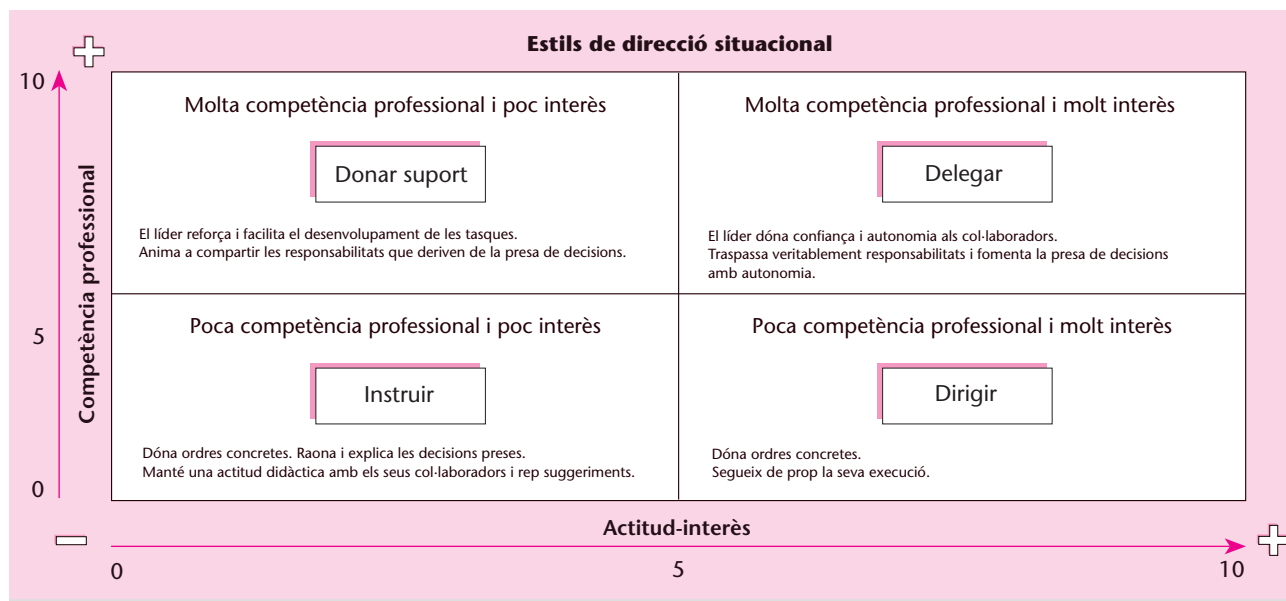 Estils de direcció situacional
+
10
Molta competència professional i poc interès
Donar suport
El líder reforça i facilita el desenvolupament de les tasques.
Anima a compartir les responsabilitats que deriven de la presa de decisions.
Molta competència professional i molt interès
Delegar
El líder dóna confiança i autonomia als col·laboradors.
Traspassa veritablement responsabilitats i fomenta la presa de decisions
amb autonomia.
Competència professional
5
Poca competència professional i poc interès
Instruir
Dóna ordres concretes. Raona i explica les decisions preses.
Manté una actitud didàctica amb els seus col·laboradors i rep suggeriments.
Poca competència professional i molt interès
Dirigir
Dóna ordres concretes.
Segueix de prop la seva execució.
0
−
Actitud-interès
+
0
5
10